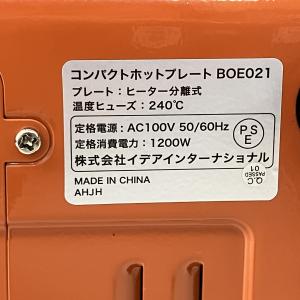 コンパクトホットプレート BOE021
プレート：ヒーター分離式
温度ヒューズ：240℃
定格電源：AC100V 50/60Hz
定格消費電力：1200W
株式会社イデアインターナショナル
PSE
MADE IN CHINA
AHJH
Q.C
PASSED
01